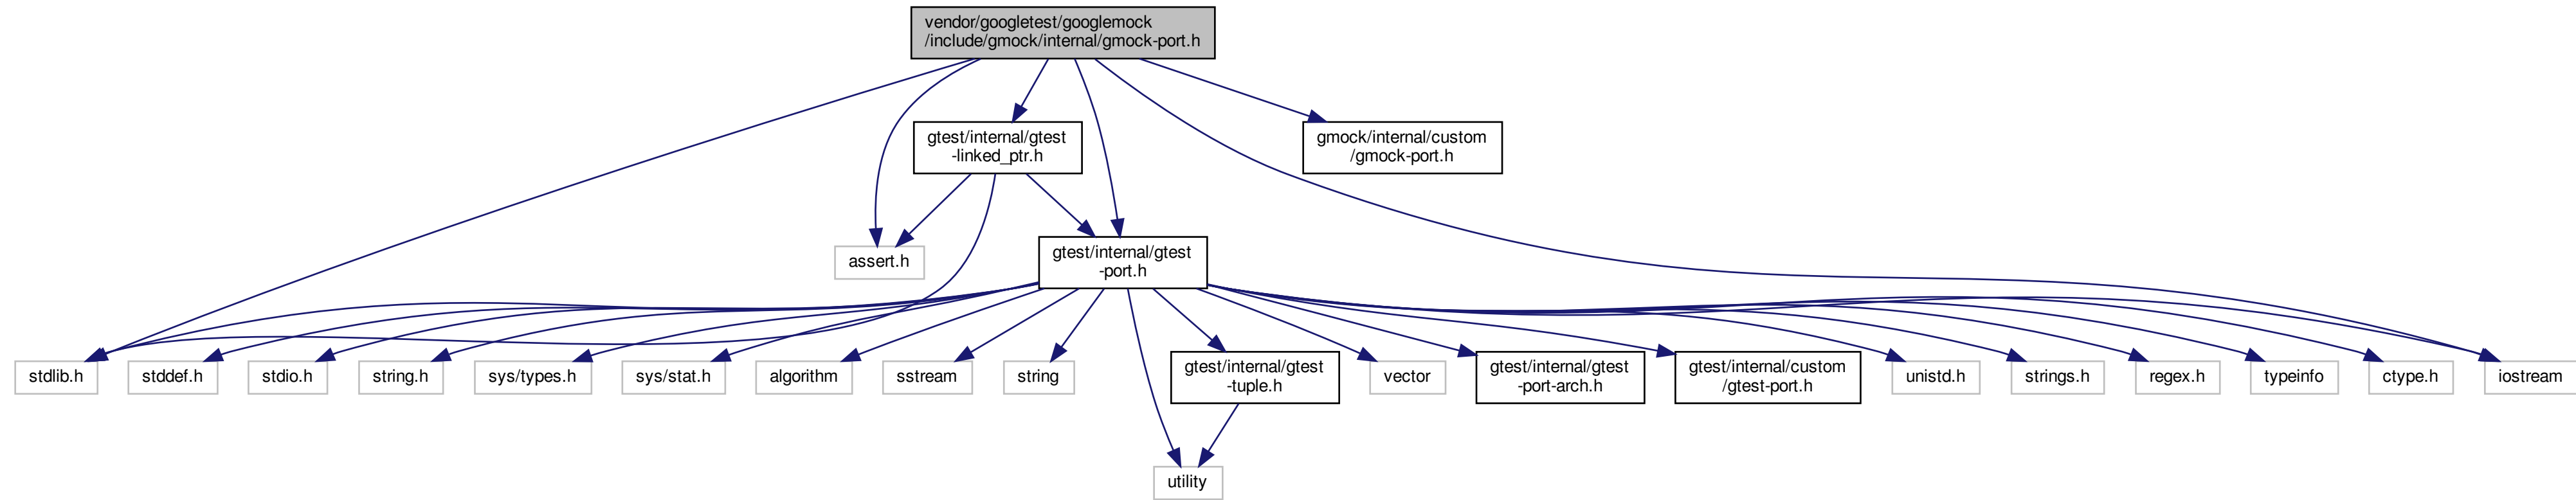 vendor/googletest/googlemock
/include/gmock/internal/gmock-port.h
gtest/internal/gtest
-linked_ptr.h
gmock/internal/custom
/gmock-port.h
assert.h
gtest/internal/gtest
-port.h
stdlib.h
stddef.h
stdio.h
string.h
sys/types.h
sys/stat.h
algorithm
sstream
string
gtest/internal/gtest
-tuple.h
vector
gtest/internal/gtest
-port-arch.h
gtest/internal/custom
/gtest-port.h
unistd.h
strings.h
regex.h
typeinfo
ctype.h
iostream
utility